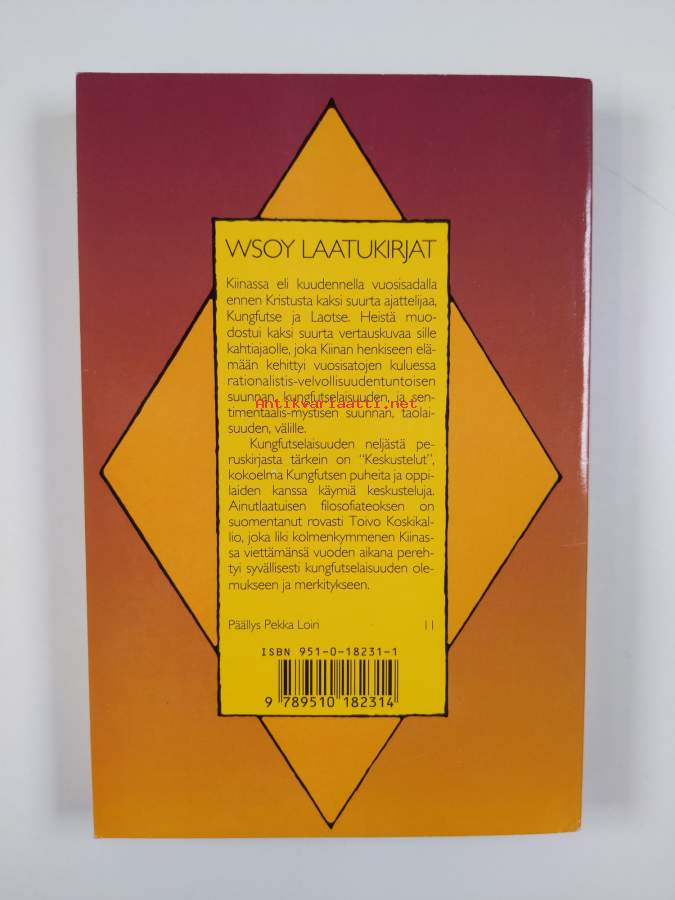 WSOY LAATUKIRJAT
Kiinassa eli kuudennella vuosisadalla
ennen Kristusta kaksi suurta ajattelijaa,
Kungfutse ja Laotse. Heistä muo-
dostui kaksi suurta vertauskuvaa sille
kahtiajaolle, joka Kiinan henkiseen elä-
mään kehittyi vuosisatojen kuluessa
rationalistis-velvollisuudentuntoisen
suunnan, kungfutselaisuuden, ja sen-
Antikvariaatti.net
timentaalis-mystisen suunnan, taolai-
suuden, välille.
Kungfutselaisuuden neljästä pe-
ruskirjasta tärkein on “Keskustelut”,
kokoelma Kungfutsen puheita ja oppi-
laiden kanssa käymiä keskusteluja.
Ainutlaatuisen filosofiateoksen on
suomentanut rovasti Toivo Koskikal-
lio, joka liki kolmenkymmenen Kiinas-
sa viettämänsä vuoden aikana pereh-
tyi syvällisesti kungfutselaisuuden ole-
mukseen ja merkitykseen.
Päällys Pekka Loiri 11
ISBN 951-0-18231-1
9 789510 182314